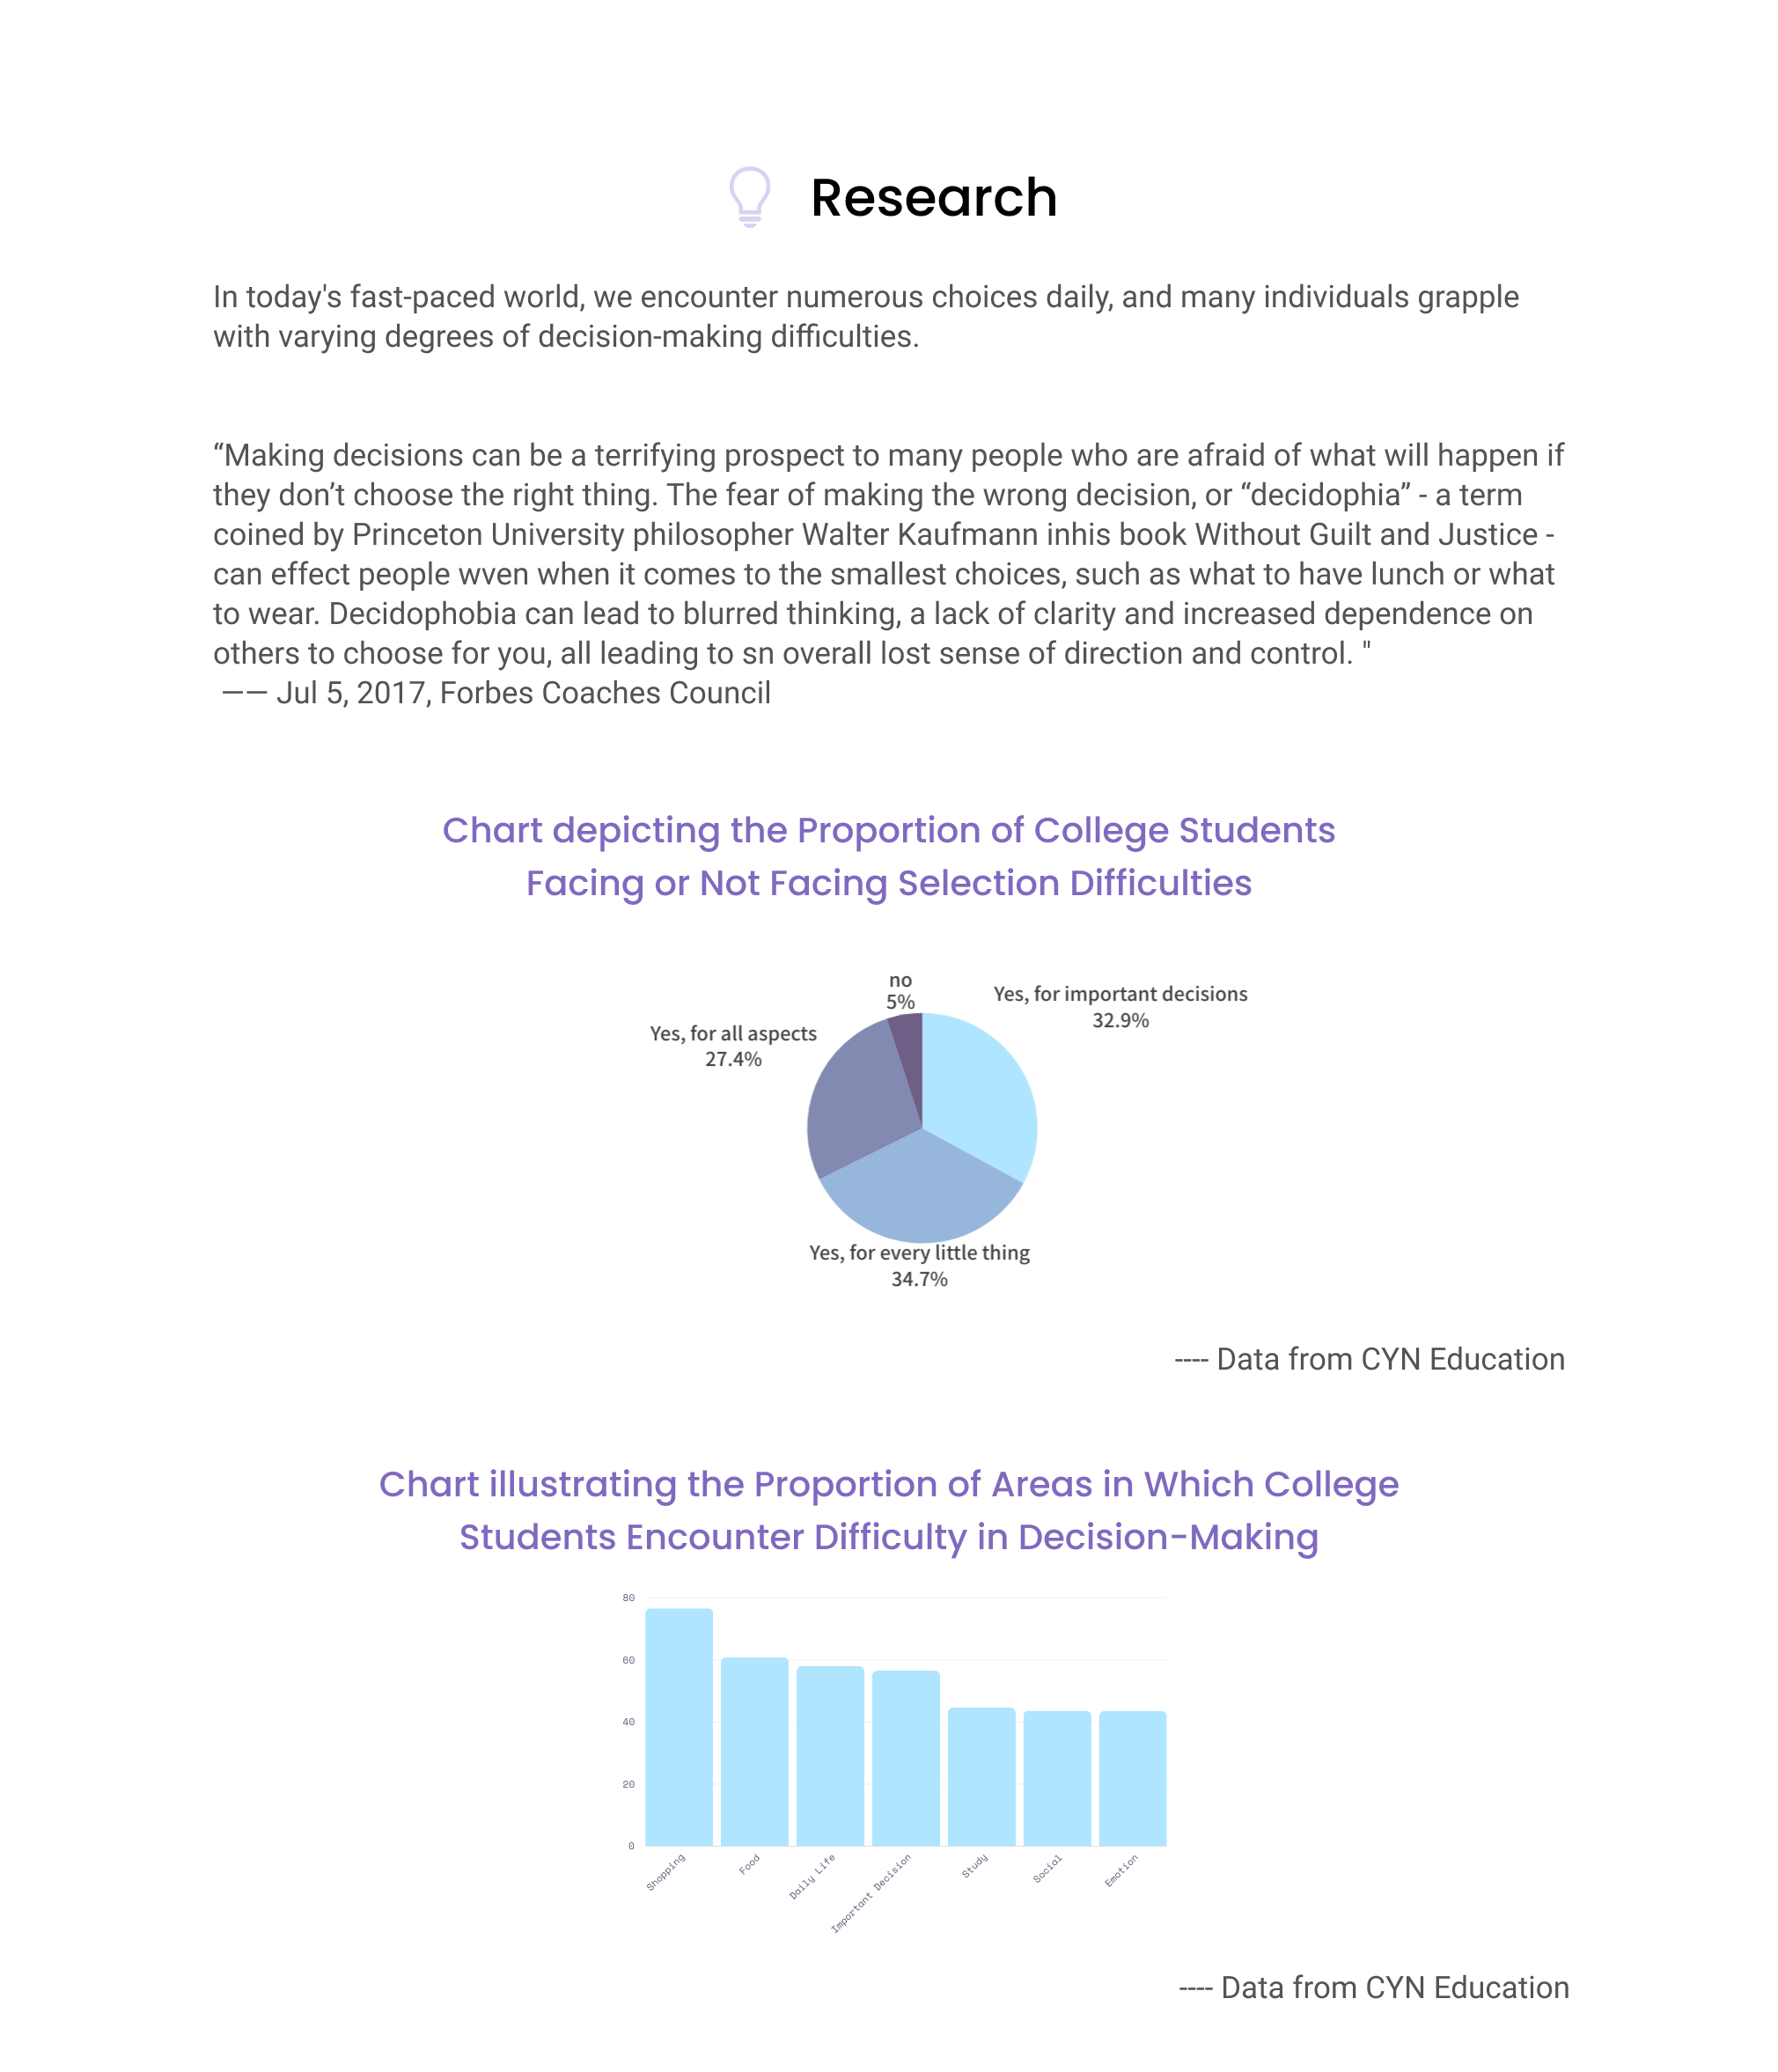 Research
In today's fast-paced world, we encounter numerous choices daily, and many individuals grapple
with varying degrees of decision-making difficulties.
“Making decisions can be a terrifying prospect to many people who are afraid of what will happen if
they don’t choose the right thing. The fear of making the wrong decision, or “decidophia” - a term
coined by Princeton University philosopher Walter Kaufmann inhis book Without Guilt and Justice -
can effect people wven when it comes to the smallest choices, such as what to have lunch or what
to wear. Decidophobia can lead to blurred thinking, a lack of clarity and increased dependence on
others to choose for you, all leading to sn overall lost sense of direction and control. "
—— Jul 5, 2017, Forbes Coaches Council
Chart depicting the Proportion of College Students
Facing or Not Facing Selection Difficulties
no
5%
Yes, for important decisions
32.9%
Yes, for all aspects
27.4%
Yes, for every little thing
34.7%
---- Data from CYN Education
Chart illustrating the Proportion of Areas in Which College
Students Encounter Difficulty in Decision-Making
80
60
40
20
0
Shopping
Food
Daily Life
Important Decision
Study
Social
Emotion
---- Data from CYN Education